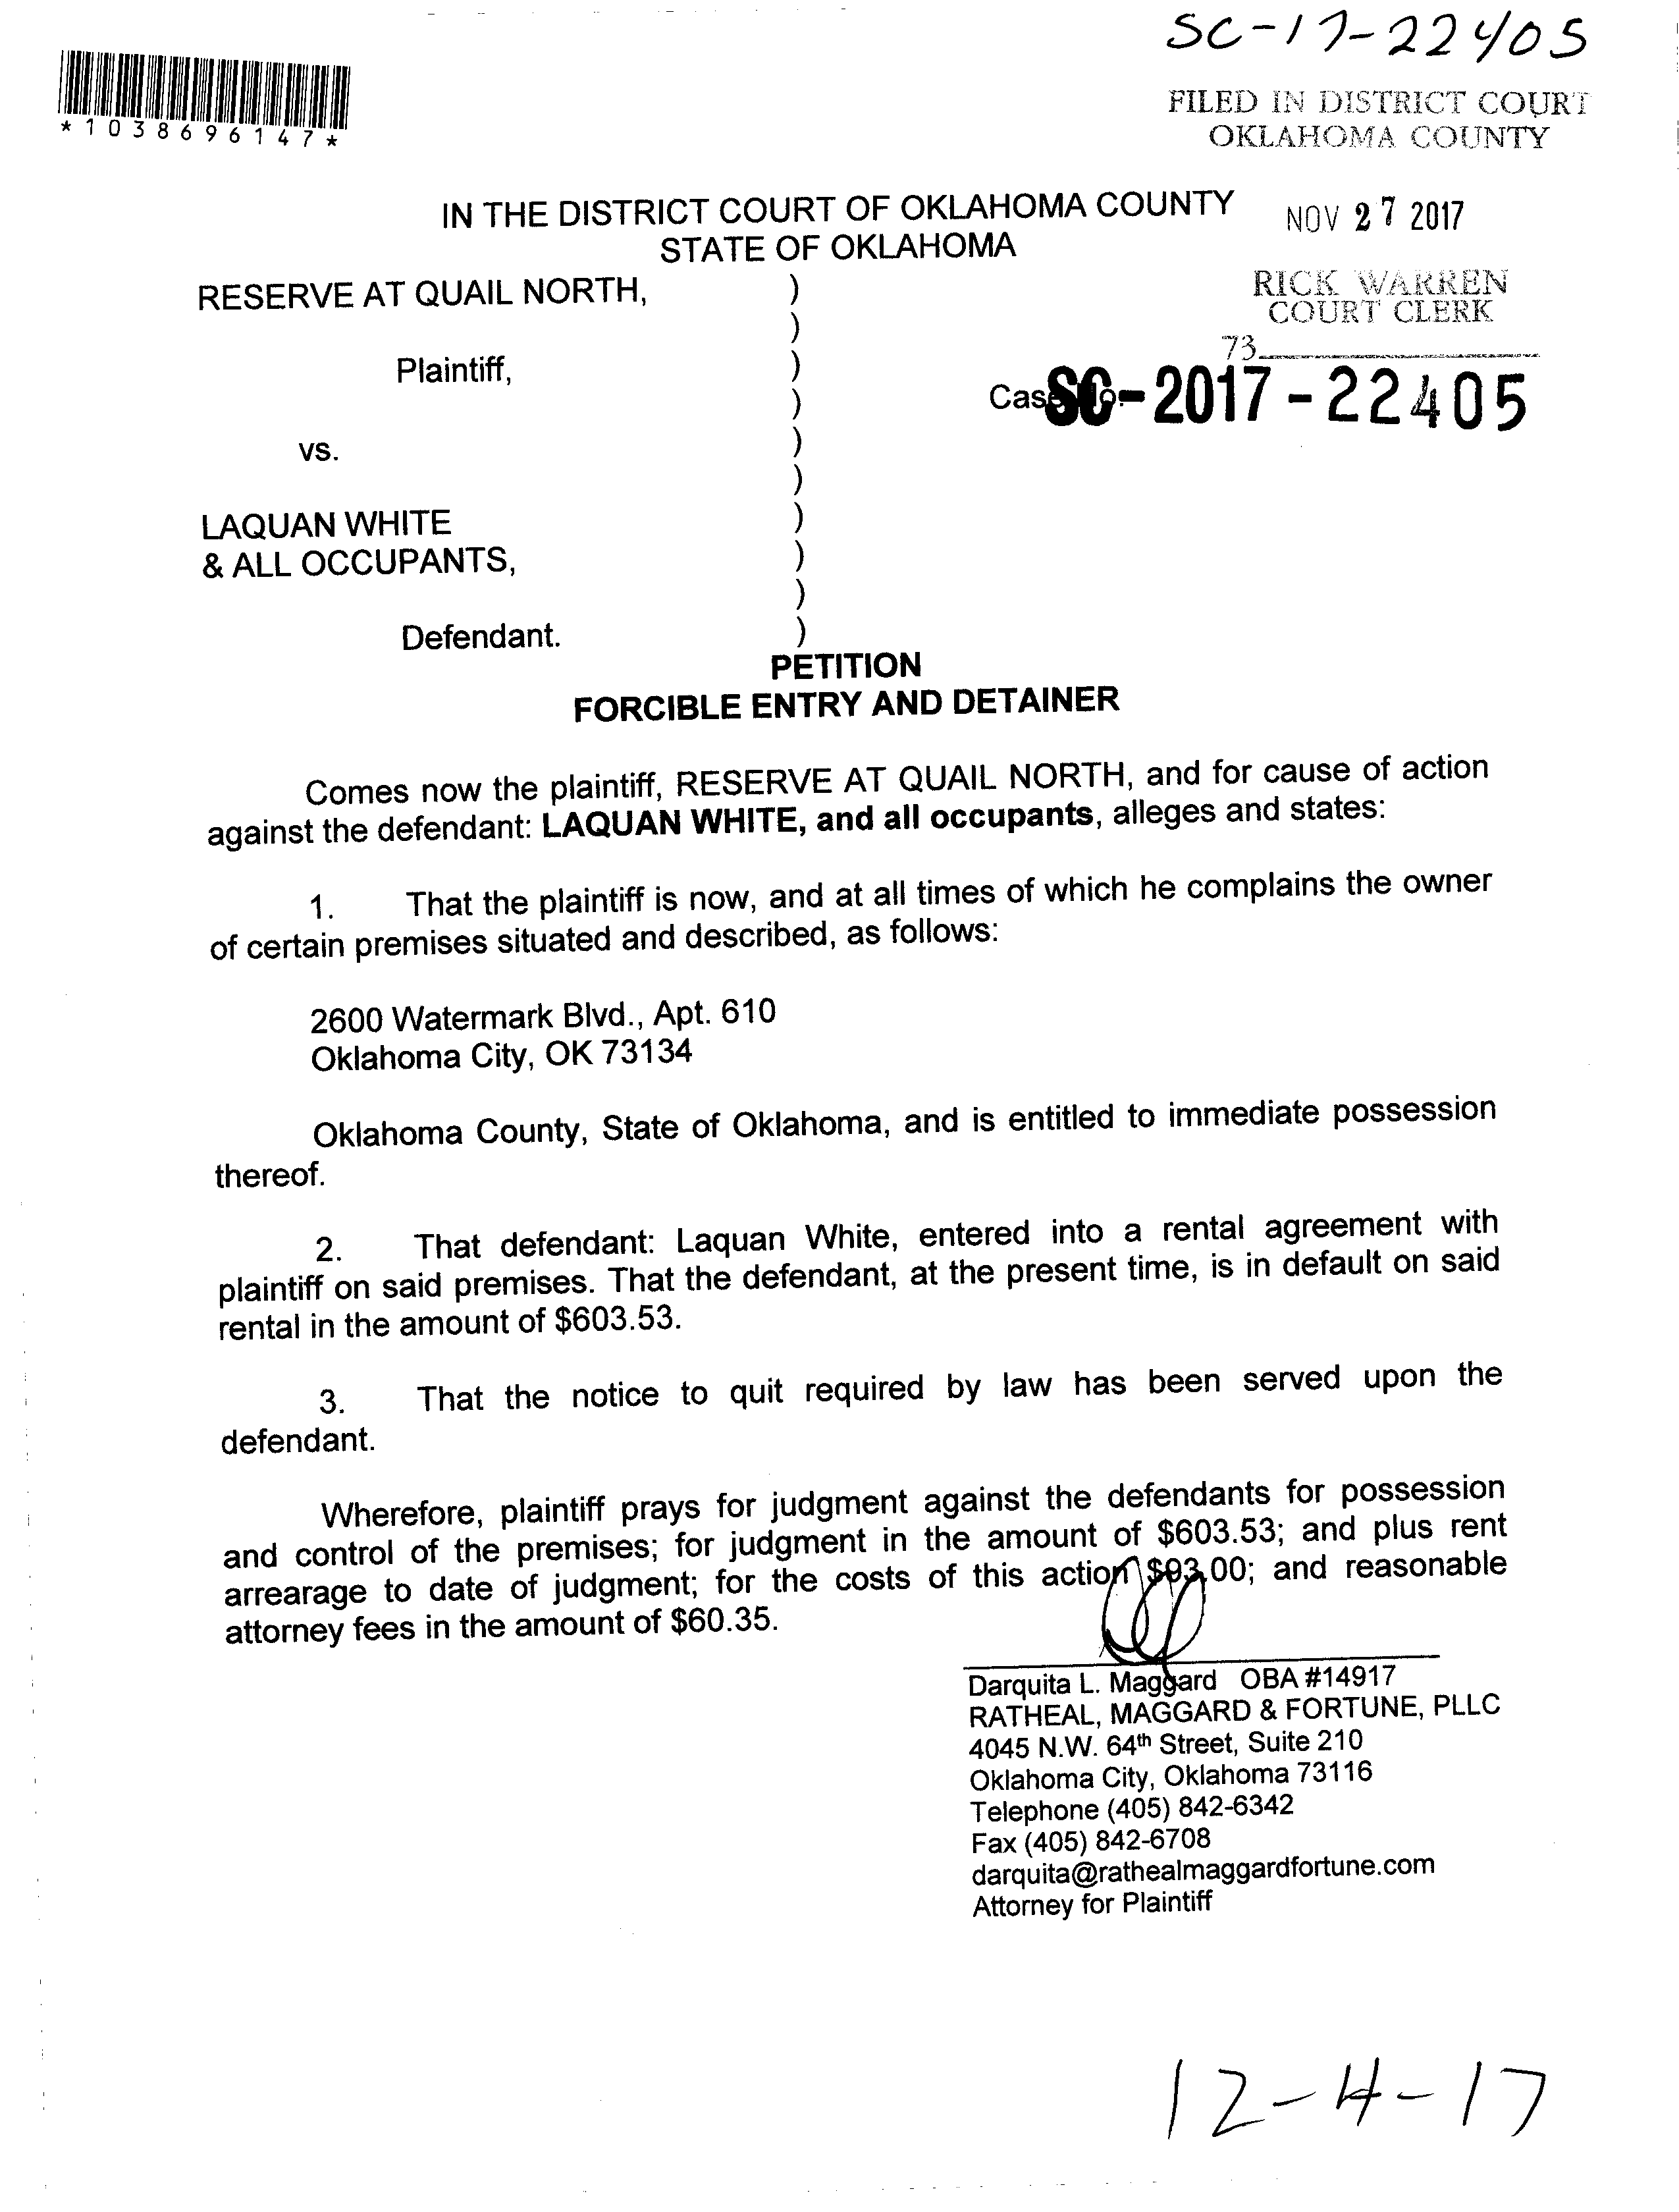 SC-17-22405
*1038696147*
FILED IN DISTRICT COURT
OKLAHOMA COUNTY
IN THE DISTRICT COURT OF OKLAHOMA COUNTY
NOV 27 2017
STATE OF OKLAHOMA
RICK WARREN
COURT CLERK
73
RESERVE AT QUAIL NORTH, )
)
Plaintiff, )
) Case No. SC-2017-22405
vs. )
)
LAQUAN WHITE )
& ALL OCCUPANTS, )
)
Defendant. )
PETITION
FORCIBLE ENTRY AND DETAINER
Comes now the plaintiff, RESERVE AT QUAIL NORTH, and for cause of action
against the defendant: LAQUAN WHITE, and all occupants, alleges and states:
1. That the plaintiff is now, and at all times of which he complains the owner
of certain premises situated and described, as follows:
2600 Watermark Blvd., Apt. 610
Oklahoma City, OK 73134
Oklahoma County, State of Oklahoma, and is entitled to immediate possession
thereof.
2. That defendant: Laquan White, entered into a rental agreement with
plaintiff on said premises. That the defendant, at the present time, is in default on said
rental in the amount of $603.53.
3. That the notice to quit required by law has been served upon the
defendant.
Wherefore, plaintiff prays for judgment against the defendants for possession
and control of the premises; for judgment in the amount of $603.53; and plus rent
arrearage to date of judgment; for the costs of this action $93.00; and reasonable
attorney fees in the amount of $60.35.
Darquita L. Maggard OBA #14917
RATHEAL, MAGGARD & FORTUNE, PLLC
4045 N.W. 64th Street, Suite 210
Oklahoma City, Oklahoma 73116
Telephone (405) 842-6342
Fax (405) 842-6708
darquita@rathealmaggardfortune.com
Attorney for Plaintiff
12-4-17